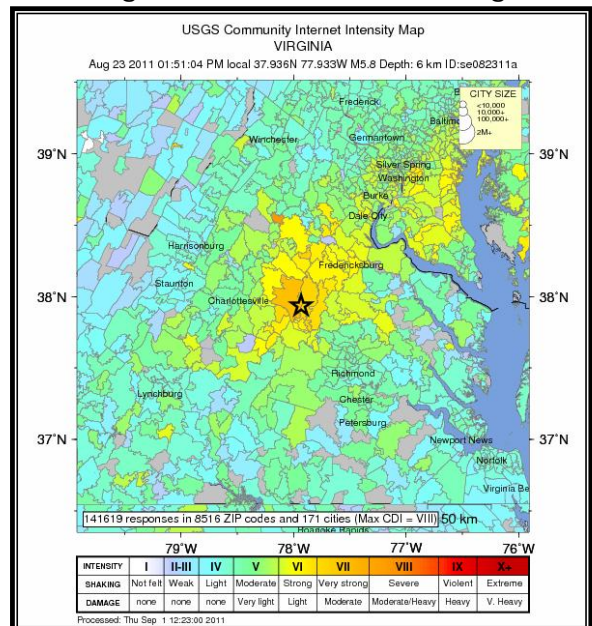 USGS Community Internet Intensity Map
VIRGINIA
Aug 23 2011 01:51:04 PM local 37.936N 77.933W M5.8 Depth: 6 km ID:se082311a
CITY SIZE
<10,000
10,000+
100,000+
2M+
Frederick
Winchester
Germantown
39°N
39°N
Silver Spring
Washington
Burke
Dale City
Harrisonburg
Fredericksburg
Staunton
38°N
Charlottesville
38°N
Richmond
Lynchburg
Chester
Petersburg
37°N
Newport News
37°N
Norfolk
141619 responses in 8516 ZIP codes and 171 cities (Max CDI = VIII) 50 km
79°W 78°W 77°W 76°W
INTENSITY I II-III IV V VI VII VIII IX X+
SHAKING Not felt Weak Light Moderate Strong Very strong Severe Violent Extreme
DAMAGE none none none Very light Light Moderate Moderate/Heavy Heavy V. Heavy
Processed: Thu Sep 1 12:23:00 2011